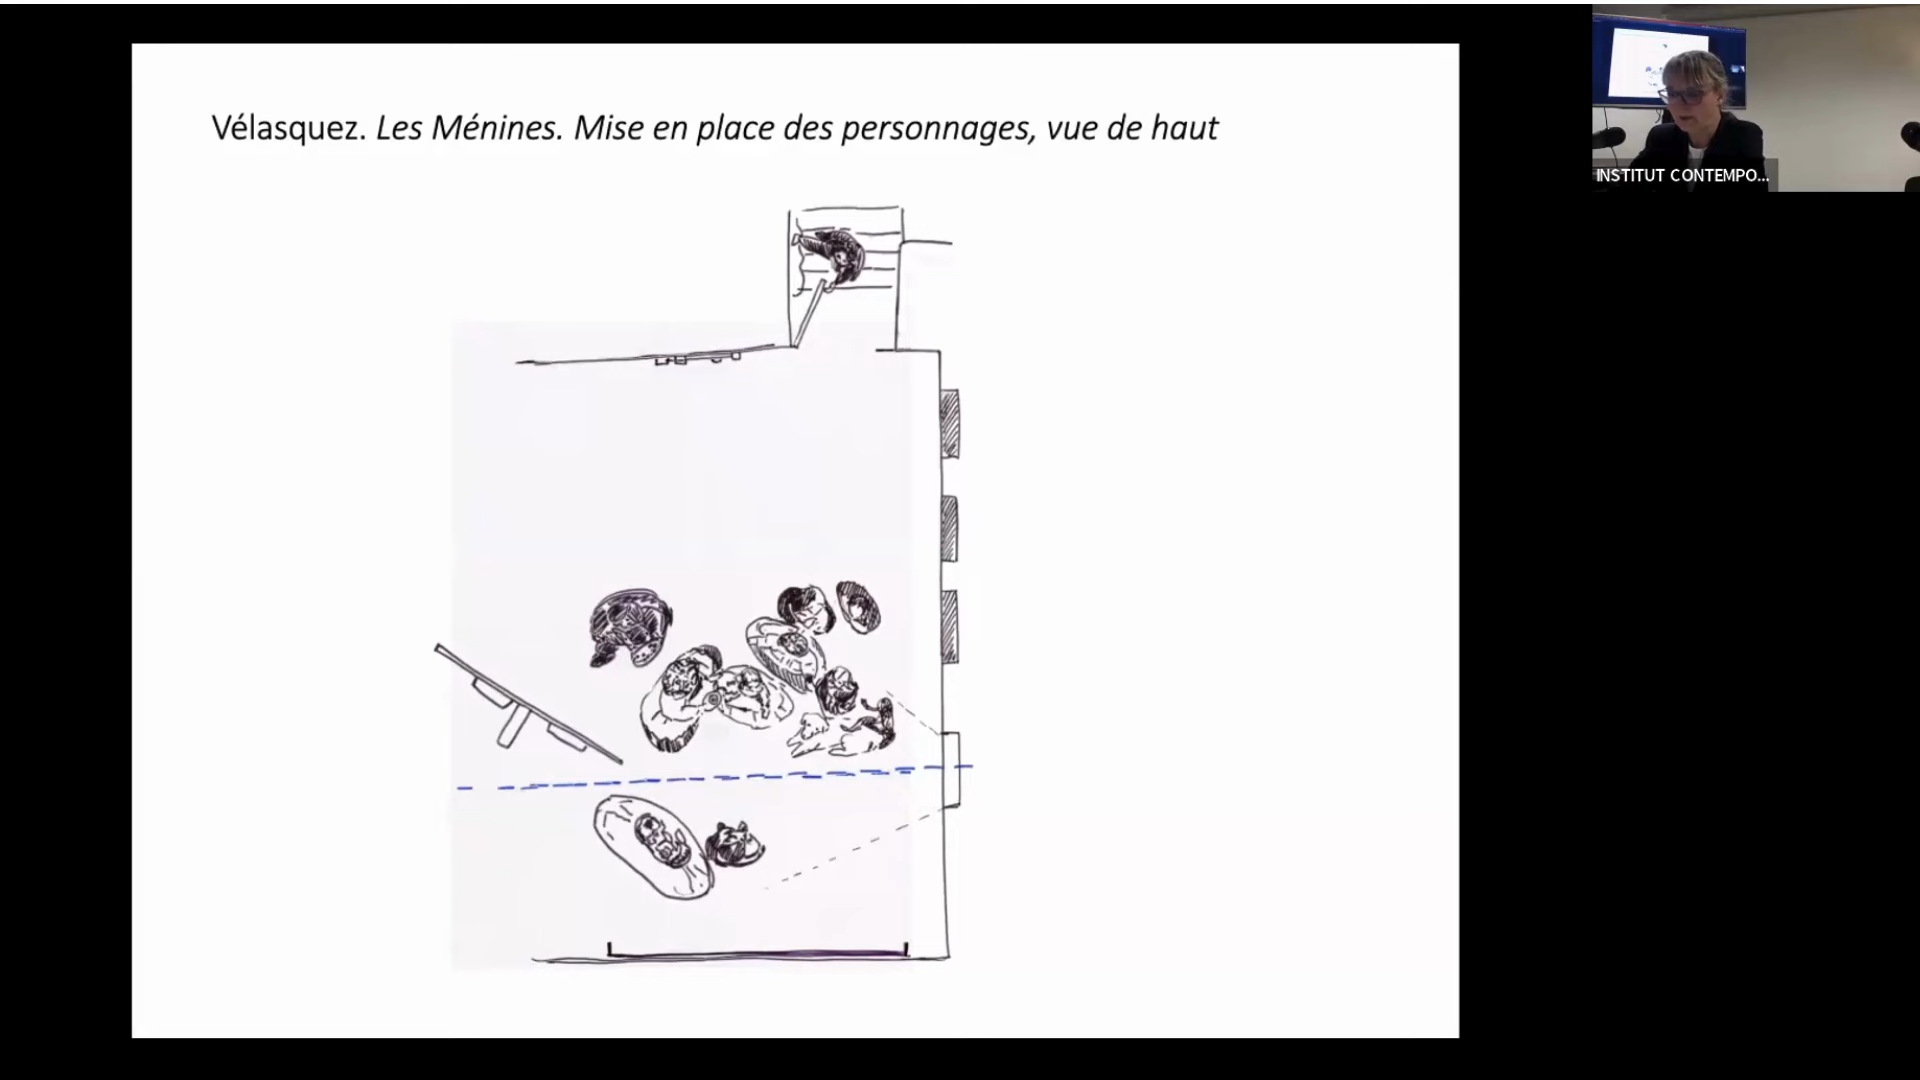 Vélasquez. Les Ménines. Mise en place des personnages, vue de haut
INSTITUT CONTEMPO...